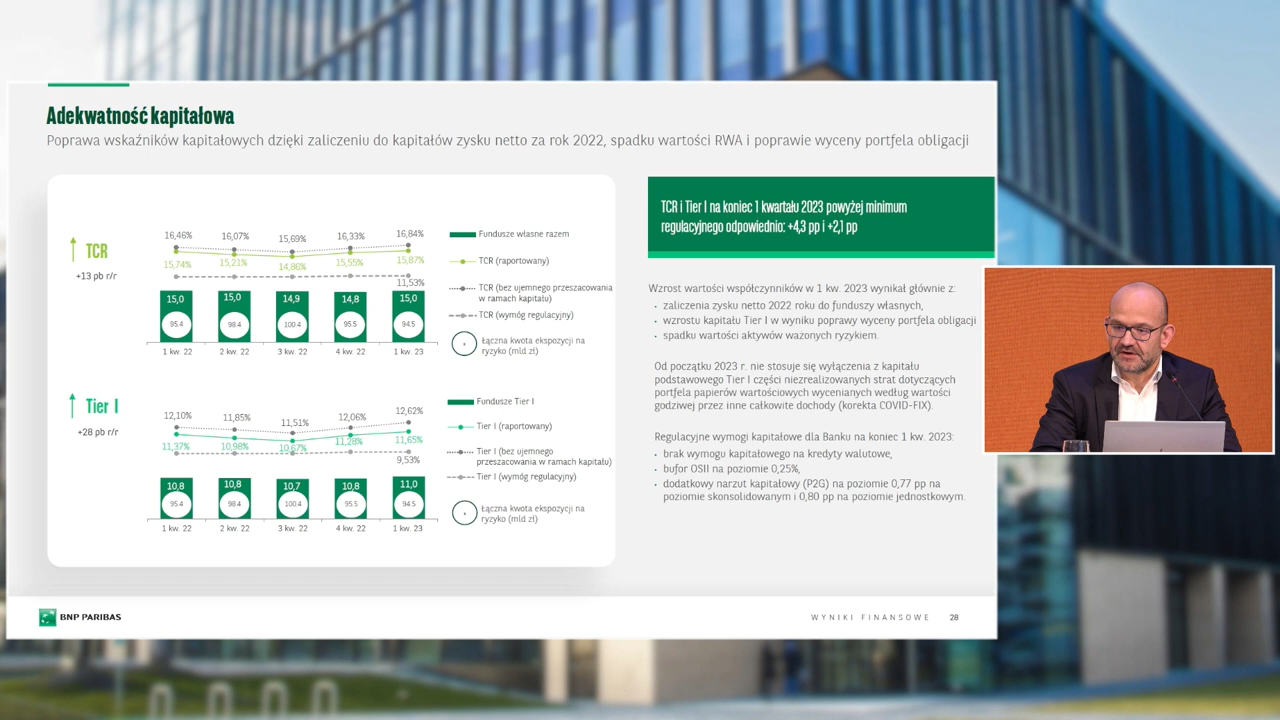 Adekwatność kapitałowa
Poprawa wskaźników kapitałowych dzięki zaliczeniu do kapitałów zysku netto za rok 2022, spadku wartości RWA i poprawie wyceny portfela obligacji
TCR
+13 pb r/r
16,46% 16,07% 15,69% 16,33% 16,84%
15,74% 15,21% 14,86% 15,55% 15,87%
11,53%
15,0 15,0 14,9 14,8 15,0
95.4 98.4 100.4 95.5 94.5
1 kw. 22 2 kw. 22 3 kw. 22 4 kw. 22 1 kw. 23
Fundusze własne razem
TCR (raportowany)
TCR (bez ujemnego przeszacowania
w ramach kapitału)
TCR (wymóg regulacyjny)
Łączna kwota ekspozycji na
ryzyko (mld zł)
Tier I
+28 pb r/r
12,10% 11,85% 11,51% 12,06% 12,62%
11,37% 10,98% 10,67% 11,28% 11,65%
9,53%
10,8 10,8 10,7 10,8 11,0
95.4 98.4 100.4 95.5 94.5
1 kw. 22 2 kw. 22 3 kw. 22 4 kw. 22 1 kw. 23
Fundusze Tier I
Tier I (raportowany)
Tier I (bez ujemnego
przeszacowania w ramach kapitału)
Tier I (wymóg regulacyjny)
Łączna kwota ekspozycji na
ryzyko (mld zł)
TCR i Tier I na koniec 1 kwartału 2023 powyżej minimum
regulacyjnego odpowiednio: +4,3 pp i +2,1 pp
Wzrost wartości współczynników w 1 kw. 2023 wynikał głównie z:
• zaliczenia zysku netto 2022 roku do funduszy własnych,
• wzrostu kapitału Tier I w wyniku poprawy wyceny portfela obligacji
• spadku wartości aktywów ważonych ryzykiem.
Od początku 2023 r. nie stosuje się wyłączenia z kapitału
podstawowego Tier I części niezrealizowanych strat dotyczących
portfela papierów wartościowych wycenianych według wartości
godziwej przez inne całkowite dochody (korekta COVID-FIX).
Regulacyjne wymogi kapitałowe dla Banku na koniec 1 kw. 2023:
• brak wymogu kapitałowego na kredyty walutowe,
• bufor OSII na poziomie 0,25%,
• dodatkowy narzut kapitałowy (P2G) na poziomie 0,77 pp na
poziomie skonsolidowanym i 0,80 pp na poziomie jednostkowym.
BNP PARIBAS
WYNIKI FINANSOWE 28